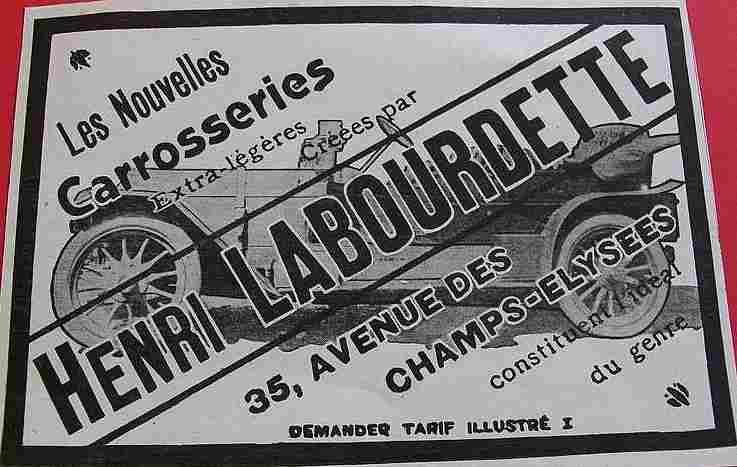 Les Nouvelles
Carrosseries
Extra-légères Créées par
HENRI LABOURDETTE
35, AVENUE DES
CHAMPS-ELYSEES
constituent l'idéal
du genre
DEMANDEQ TARIF ILLUSTRÉ I